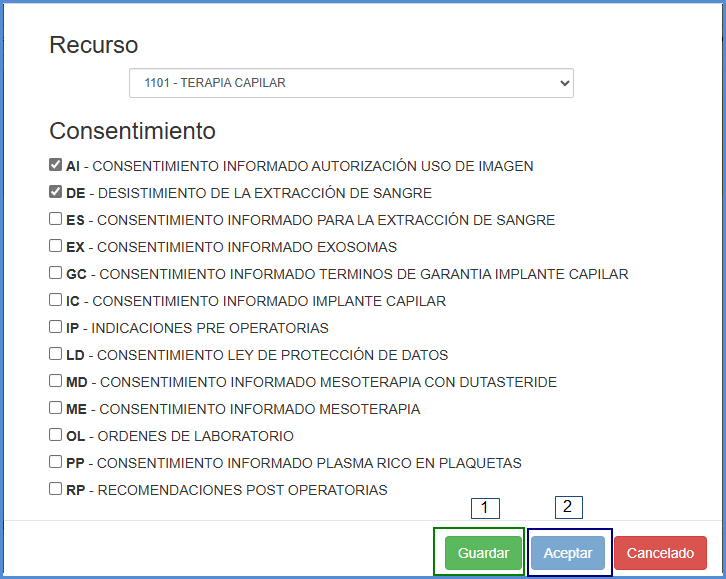 Recurso
1101 - TERAPIA CAPILAR
Consentimiento
AI - CONSENTIMIENTO INFORMADO AUTORIZACIÓN USO DE IMAGEN
DE - DESISTIMIENTO DE LA EXTRACCIÓN DE SANGRE
ES - CONSENTIMIENTO INFORMADO PARA LA EXTRACCIÓN DE SANGRE
EX - CONSENTIMIENTO INFORMADO EXOSOMAS
GC - CONSENTIMIENTO INFORMADO TERMINOS DE GARANTIA IMPLANTE CAPILAR
IC - CONSENTIMIENTO INFORMADO IMPLANTE CAPILAR
IP - INDICACIONES PRE OPERATORIAS
LD - CONSENTIMIENTO LEY DE PROTECCIÓN DE DATOS
MD - CONSENTIMIENTO INFORMADO MESOTERAPIA CON DUTASTERIDE
ME - CONSENTIMIENTO INFORMADO MESOTERAPIA
OL - ORDENES DE LABORATORIO
PP - CONSENTIMIENTO INFORMADO PLASMA RICO EN PLAQUETAS
RP - RECOMENDACIONES POST OPERATORIAS
1 2
Guardar Aceptar Cancelado